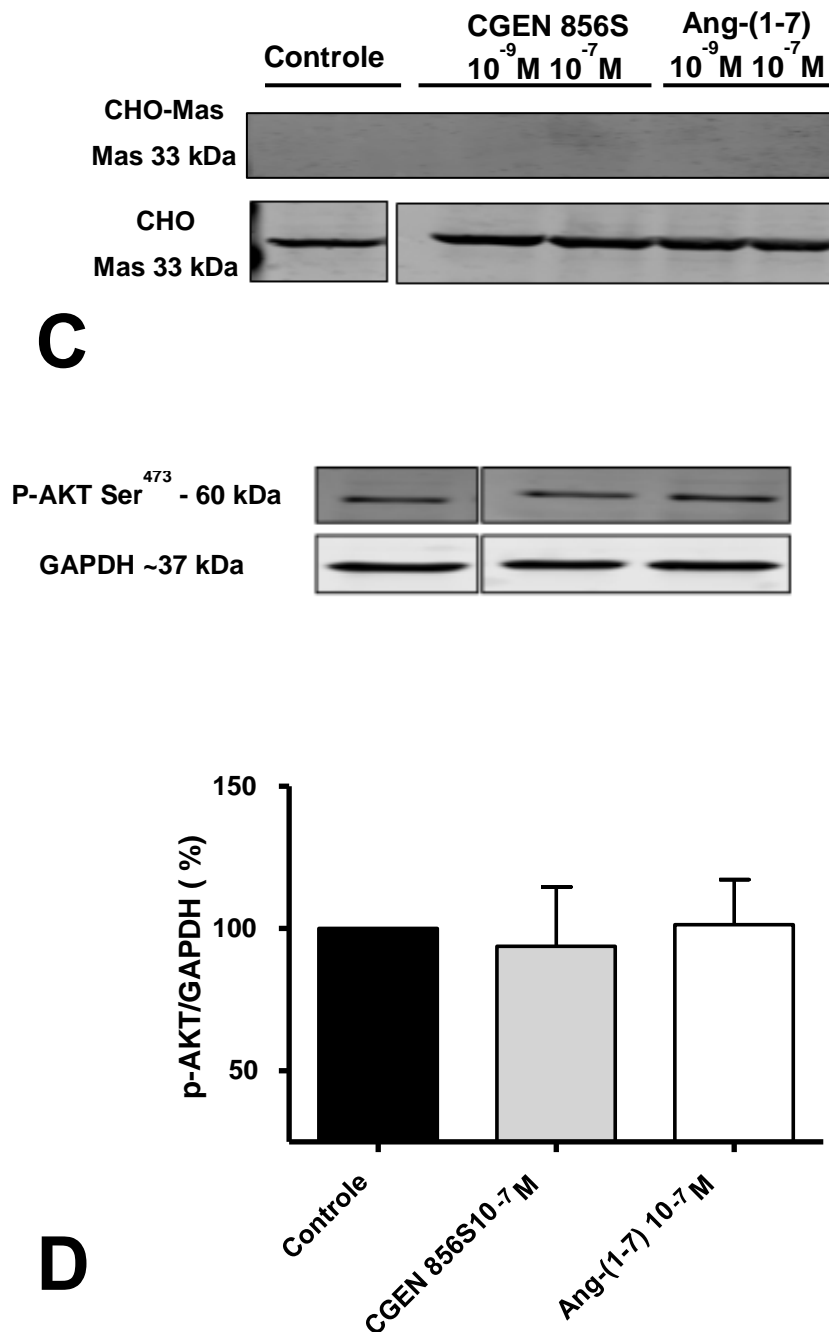 CGEN 856S Ang-(1-7)
Controle 10⁻⁹M 10⁻⁷M 10⁻⁹M 10⁻⁷M
CHO-Mas
Mas 33 kDa
CHO
Mas 33 kDa
C
P-AKT Ser⁴⁷³ - 60 kDa
GAPDH ~37 kDa
p-AKT/GAPDH ( %)
150
100
50
Controle
CGEN 856S10⁻⁷M
Ang-(1-7) 10⁻⁷M
D